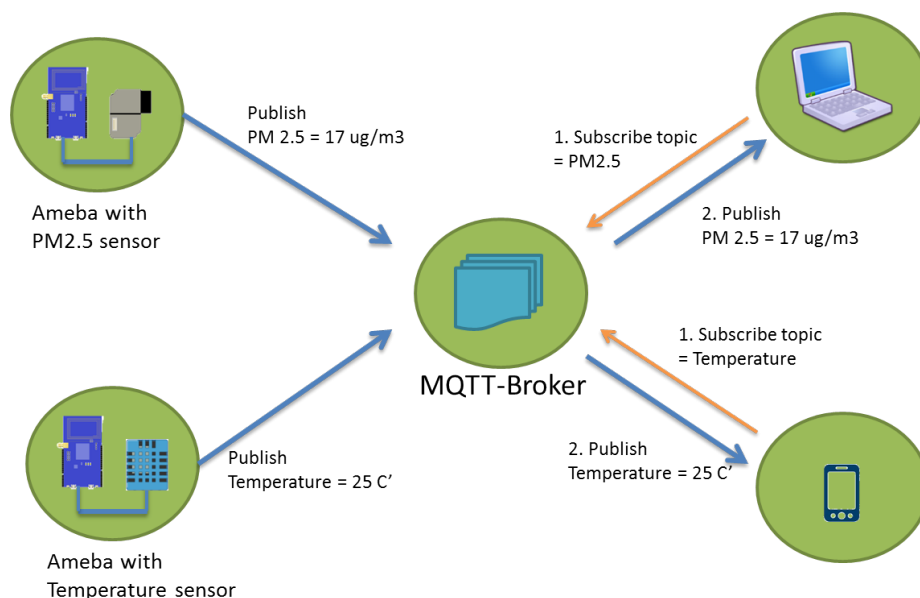 Publish
PM 2.5 = 17 ug/m3
1. Subscribe topic
= PM2.5
Ameba with
PM2.5 sensor
2. Publish
PM 2.5 = 17 ug/m3
1. Subscribe topic
= Temperature
MQTT-Broker
Publish
Temperature = 25 C’
2. Publish
Temperature = 25 C’
Ameba with
Temperature sensor